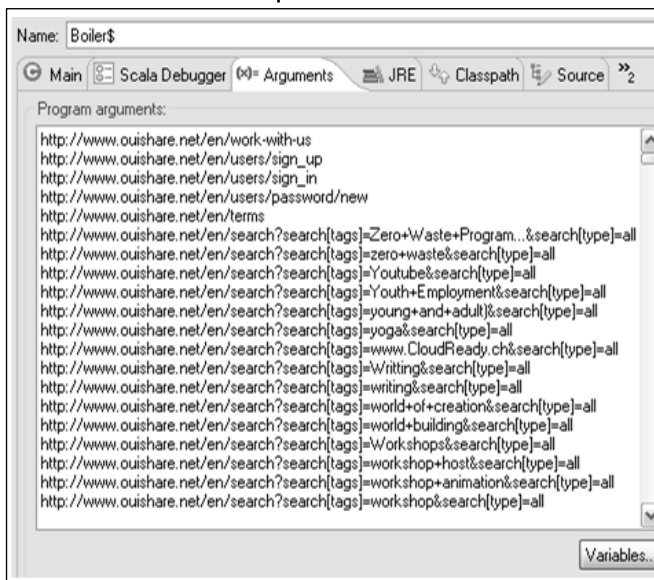 Name: Boiler$
Main Scala Debugger (x)= Arguments JRE Classpath Source »2
Program arguments:
http://www.ouishare.net/en/work-with-us
http://www.ouishare.net/en/users/sign_up
http://www.ouishare.net/en/users/sign_in
http://www.ouishare.net/en/users/password/new
http://www.ouishare.net/en/terms
http://www.ouishare.net/en/search?search[tags]=Zero+Waste+Program...&search[type]=all
http://www.ouishare.net/en/search?search[tags]=zero+waste&search[type]=all
http://www.ouishare.net/en/search?search[tags]=Youtube&search[type]=all
http://www.ouishare.net/en/search?search[tags]=Youth+Employment&search[type]=all
http://www.ouishare.net/en/search?search[tags]=young+and+adult)&search[type]=all
http://www.ouishare.net/en/search?search[tags]=yoga&search[type]=all
http://www.ouishare.net/en/search?search[tags]=www.CloudReady.ch&search[type]=all
http://www.ouishare.net/en/search?search[tags]=Writting&search[type]=all
http://www.ouishare.net/en/search?search[tags]=writing&search[type]=all
http://www.ouishare.net/en/search?search[tags]=world+of+creation&search[type]=all
http://www.ouishare.net/en/search?search[tags]=world+building&search[type]=all
http://www.ouishare.net/en/search?search[tags]=Workshops&search[type]=all
http://www.ouishare.net/en/search?search[tags]=workshop+host&search[type]=all
http://www.ouishare.net/en/search?search[tags]=workshop+animation&search[type]=all
http://www.ouishare.net/en/search?search[tags]=workshop&search[type]=all
Variables..